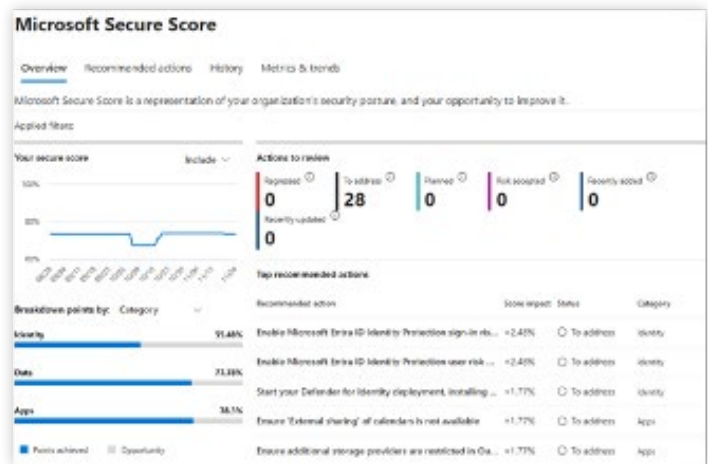 Microsoft Secure Score
Overview Recommended actions History Metrics & trends
Microsoft Secure Score is a representation of your organization's security posture, and your opportunity to improve it.
Applied filters:
Your secure score Include
100%
Actions to review
Regressed 0
To address 28
Planned 0
Risk accepted 0
Recently added 0
Recently updated 0
Breakdown points by: Category
Identity
Data
Apps
Points achieved Opportunity
Top recommended actions
Recommended action Score impact Status Category
Enable Microsoft Entra ID Identity Protection sign-in ris... +2.48% To address Identity
Enable Microsoft Entra ID Identity Protection user risk ... +2.48% To address Identity
Start your Defender for Identity deployment, installing ... +1.77% To address Identity
Ensure 'External sharing' of calendars is not available +1.77% To address Apps
Ensure additional storage providers are restricted in Ou... +1.77% To address Apps